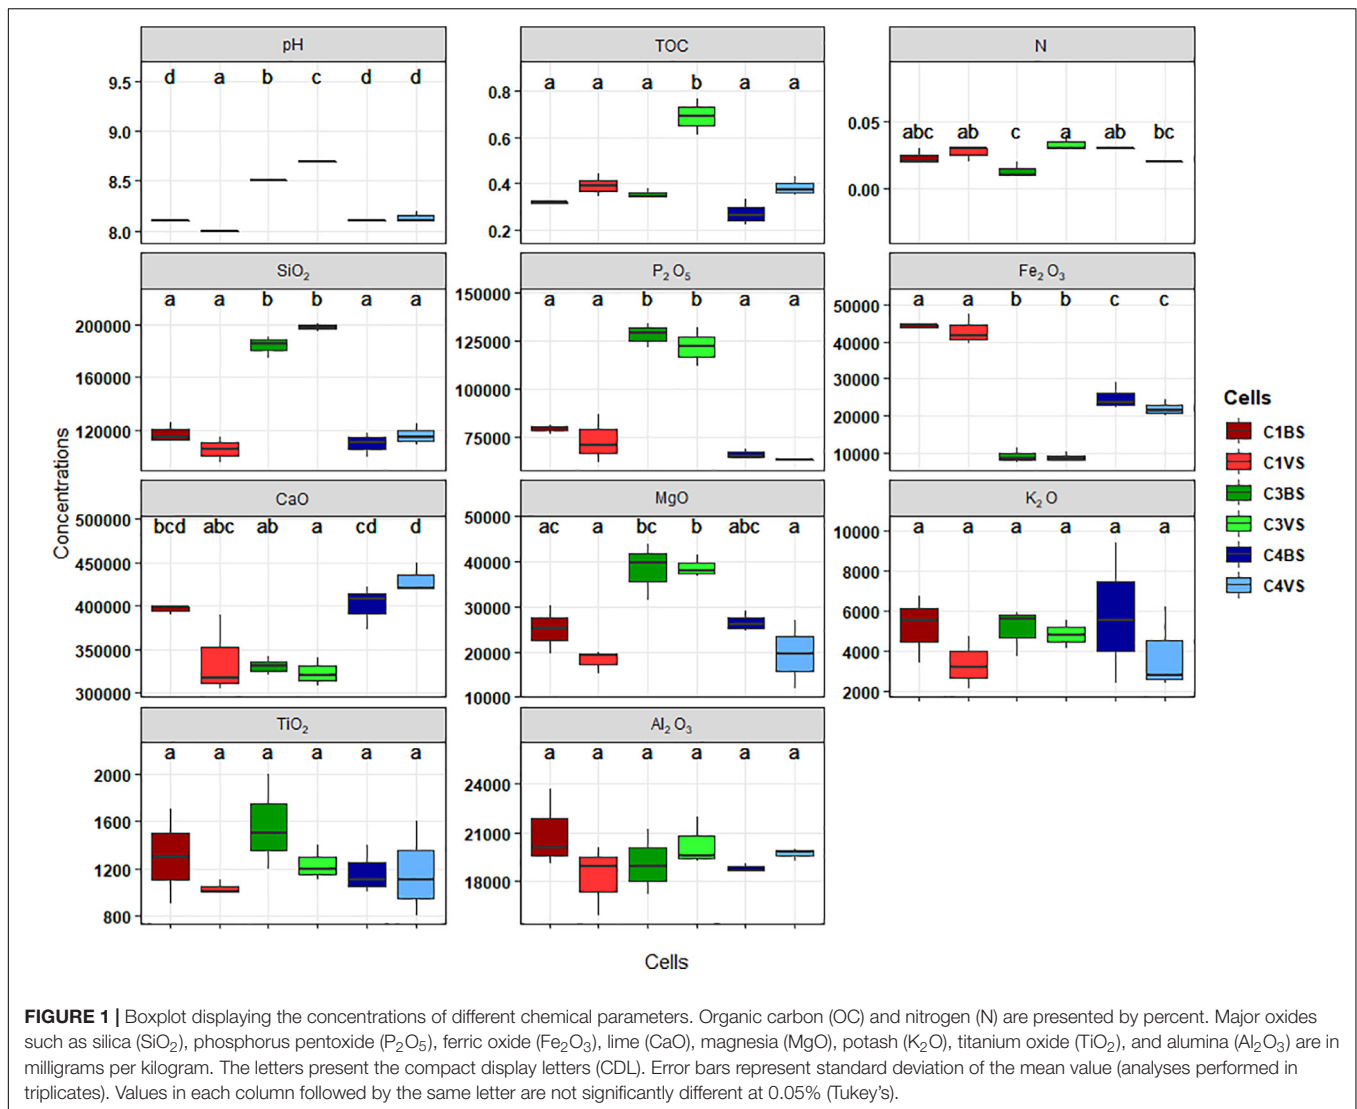 pH
9.5
9.0
8.5
8.0
d a b c d d
TOC
0.8
0.6
0.4
0.2
a a a b a a
N
0.05
0.00
abc ab c a ab bc
SiO2
200000
160000
120000
a a b b a a
P2O5
150000
125000
100000
75000
a a b b a a
Fe2O3
50000
40000
30000
20000
10000
a a b b c c
CaO
500000
450000
400000
350000
300000
bcd abc ab a cd d
MgO
50000
40000
30000
20000
10000
ac a bc b abc a
K2O
10000
8000
6000
4000
2000
a a a a a a
TiO2
2000
1600
1200
800
a a a a a a
Al2O3
24000
21000
18000
a a a a a a
Concentrations
Cells
Cells
C1BS
C1VS
C3BS
C3VS
C4BS
C4VS
FIGURE 1 | Boxplot displaying the concentrations of different chemical parameters. Organic carbon (OC) and nitrogen (N) are presented by percent. Major oxides
such as silica (SiO2), phosphorus pentoxide (P2O5), ferric oxide (Fe2O3), lime (CaO), magnesia (MgO), potash (K2O), titanium oxide (TiO2), and alumina (Al2O3) are in
milligrams per kilogram. The letters present the compact display letters (CDL). Error bars represent standard deviation of the mean value (analyses performed in
triplicates). Values in each column followed by the same letter are not significantly different at 0.05% (Tukey's).